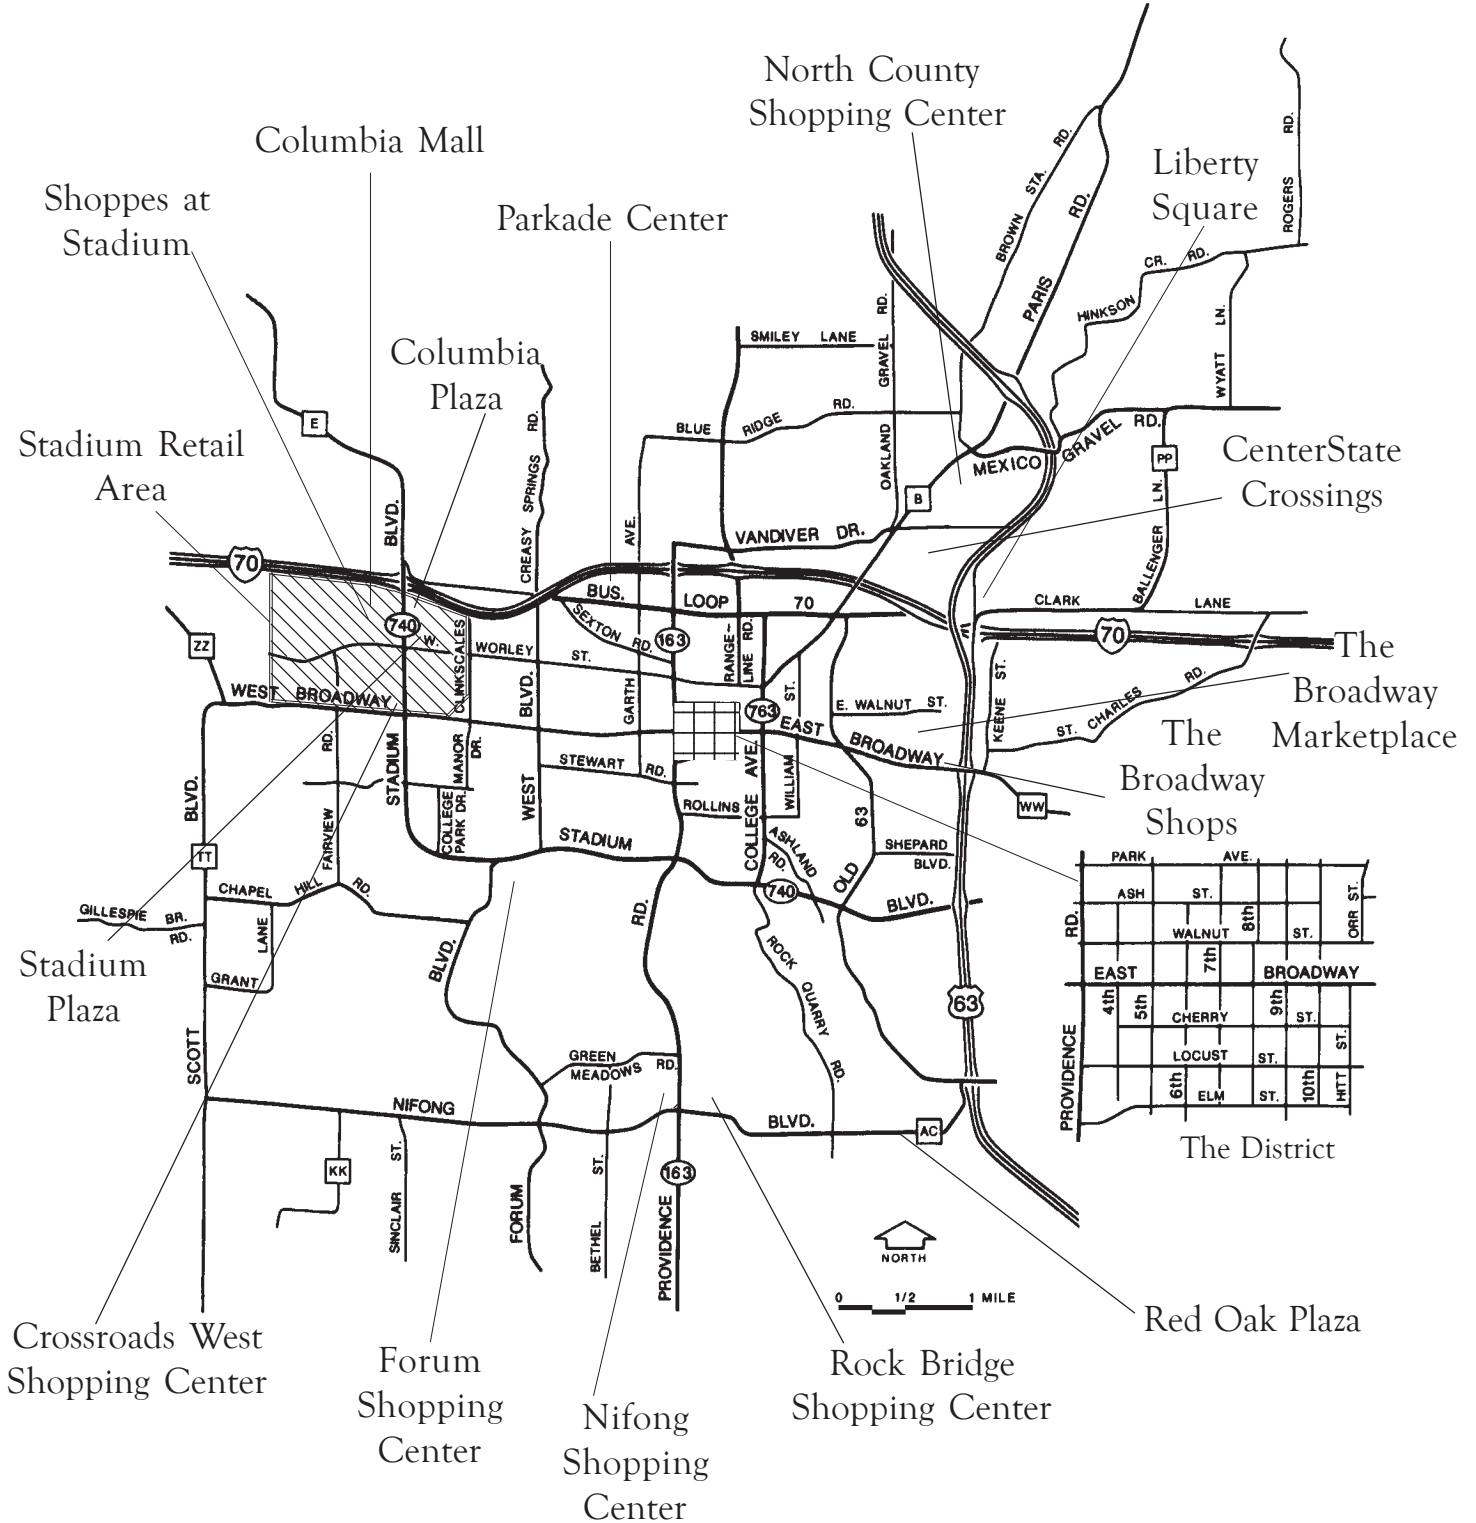 North County
Shopping Center
Columbia Mall
Liberty
Square
Shoppes at
Stadium
Parkade Center
Columbia
Plaza
Stadium Retail
Area
CenterState
Crossings
The
Broadway
Marketplace
The
Broadway
Shops
Stadium
Plaza
Crossroads West
Shopping Center
Forum
Shopping
Center
Nifong
Shopping
Center
Rock Bridge
Shopping Center
Red Oak Plaza
The District
BROWN STA. RD.
PARIS RD.
ROGERS RD.
HINKSON CR. RD.
WYATT LN.
SMILEY LANE
OAKLAND GRAVEL RD.
BLUE RIDGE RD.
MEXICO GRAVEL RD.
PP
BALLENGER LN.
E
B
CREASY SPRINGS RD.
BLVD.
VANDIVER DR.
70
BUS. LOOP 70
CLARK LANE
70
740
163
763
SEXTON RD.
W. WORLEY ST.
CLINKSCALES
RANGE-
LINE RD.
ZZ
WEST BROADWAY
EAST BROADWAY
GARTH AVE.
WEST BLVD.
E. WALNUT ST.
KEENE ST.
ST. CHARLES RD.
STEWART RD.
MANOR DR.
STADIUM
COLLEGE
PARK DR.
FAIRVIEW RD.
ROLLINS
COLLEGE AVE.
WILLIAM ST.
WW
ASHLAND
RD.
OLD 63
SHEPARD
BLVD.
STADIUM BLVD.
740
TT
SCOTT BLVD.
CHAPEL HILL RD.
GILLESPIE BR.
RD.
GRANT LANE
ROCK QUARRY RD.
63
FORUM BLVD.
GREEN
MEADOWS RD.
NIFONG BLVD.
AC
KK
SINCLAIR ST.
BETHEL ST.
163
PROVIDENCE RD.
PARK AVE.
ASH ST.
WALNUT ST.
EAST BROADWAY
CHERRY ST.
LOCUST ST.
ELM ST.
PROVIDENCE RD.
4th
5th
6th
7th
8th
9th
10th
HITT ST.
ORR ST.
NORTH
0 1/2 1 MILE